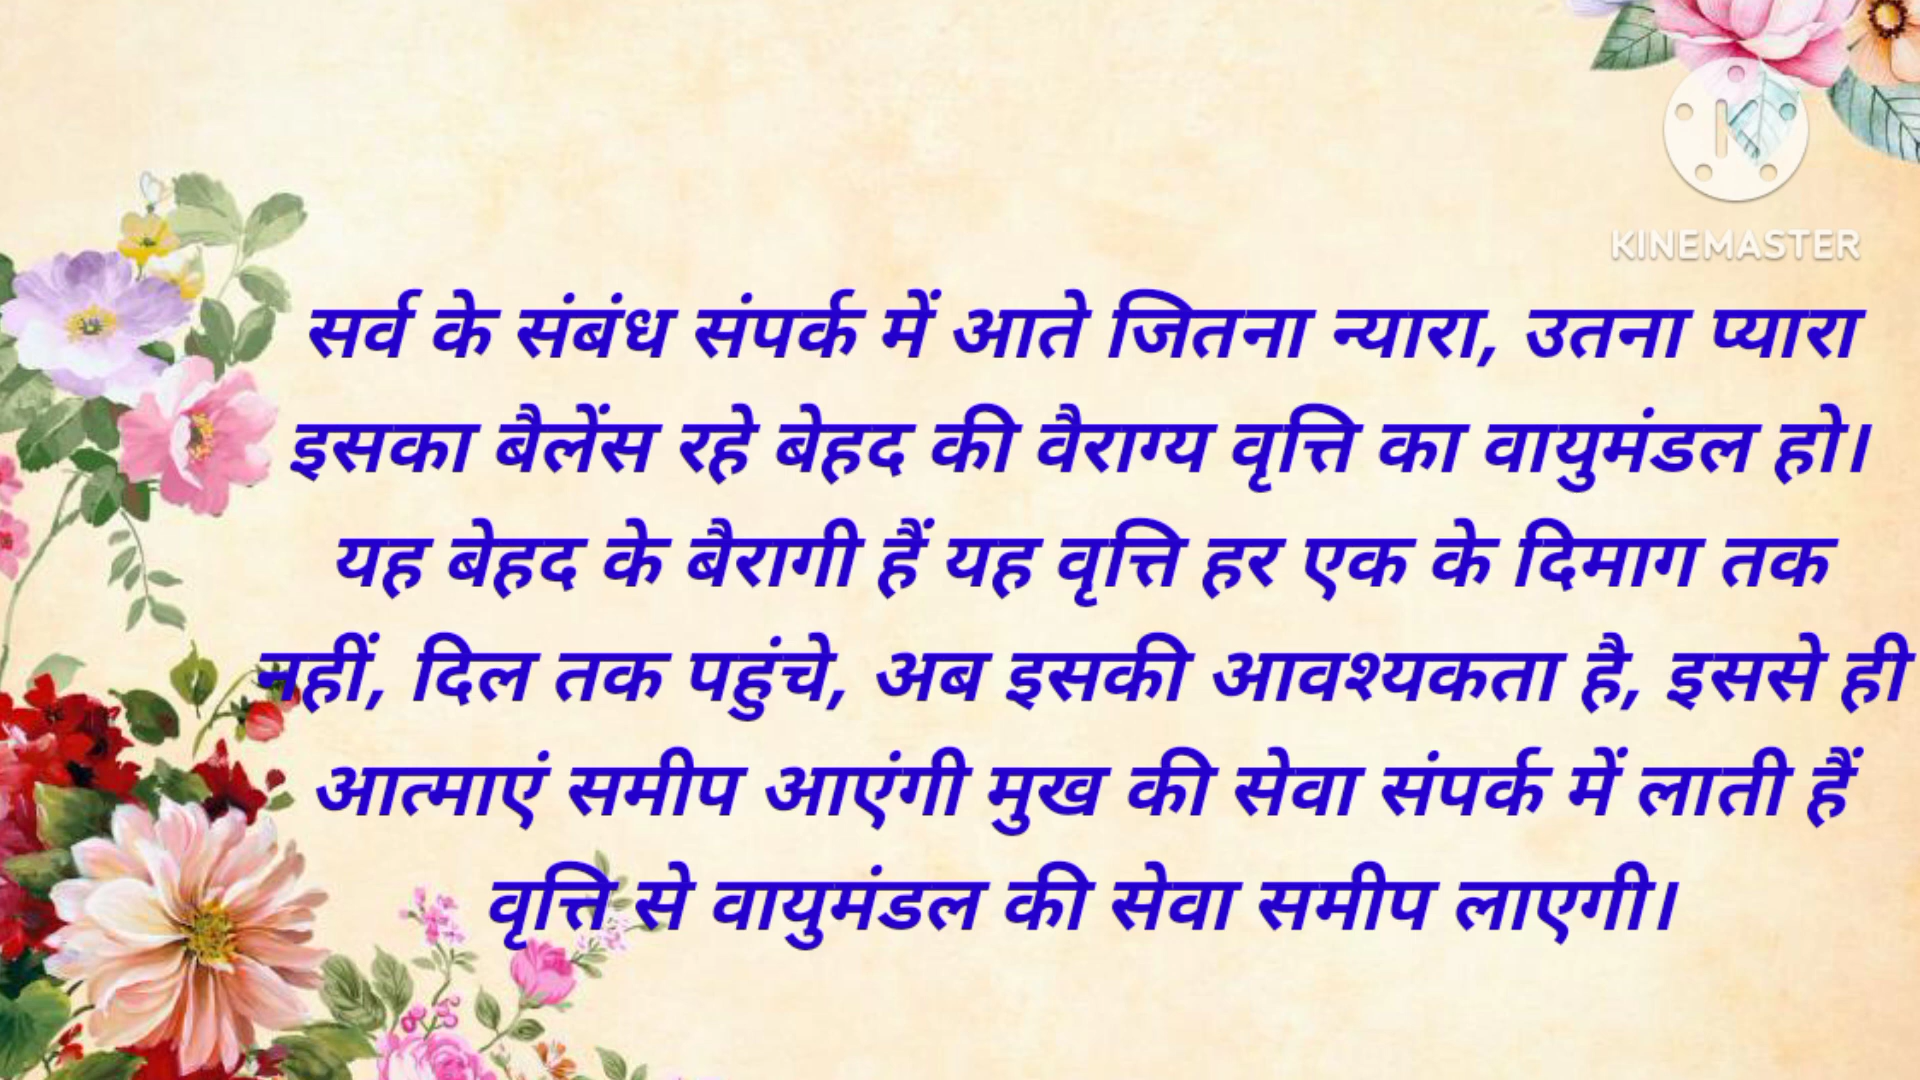 KINEMASTER
सर्व के संबंध संपर्क में आते जितना न्यारा, उतना प्यारा
इसका बैलेंस रहे बेहद की वैराग्य वृत्ति का वायुमंडल हो।
यह बेहद के बैरागी हैं यह वृत्ति हर एक के दिमाग तक
नहीं, दिल तक पहुंचे, अब इसकी आवश्यकता है, इससे ही
आत्माएं समीप आएंगी मुख की सेवा संपर्क में लाती हैं
वृत्ति से वायुमंडल की सेवा समीप लाएगी।